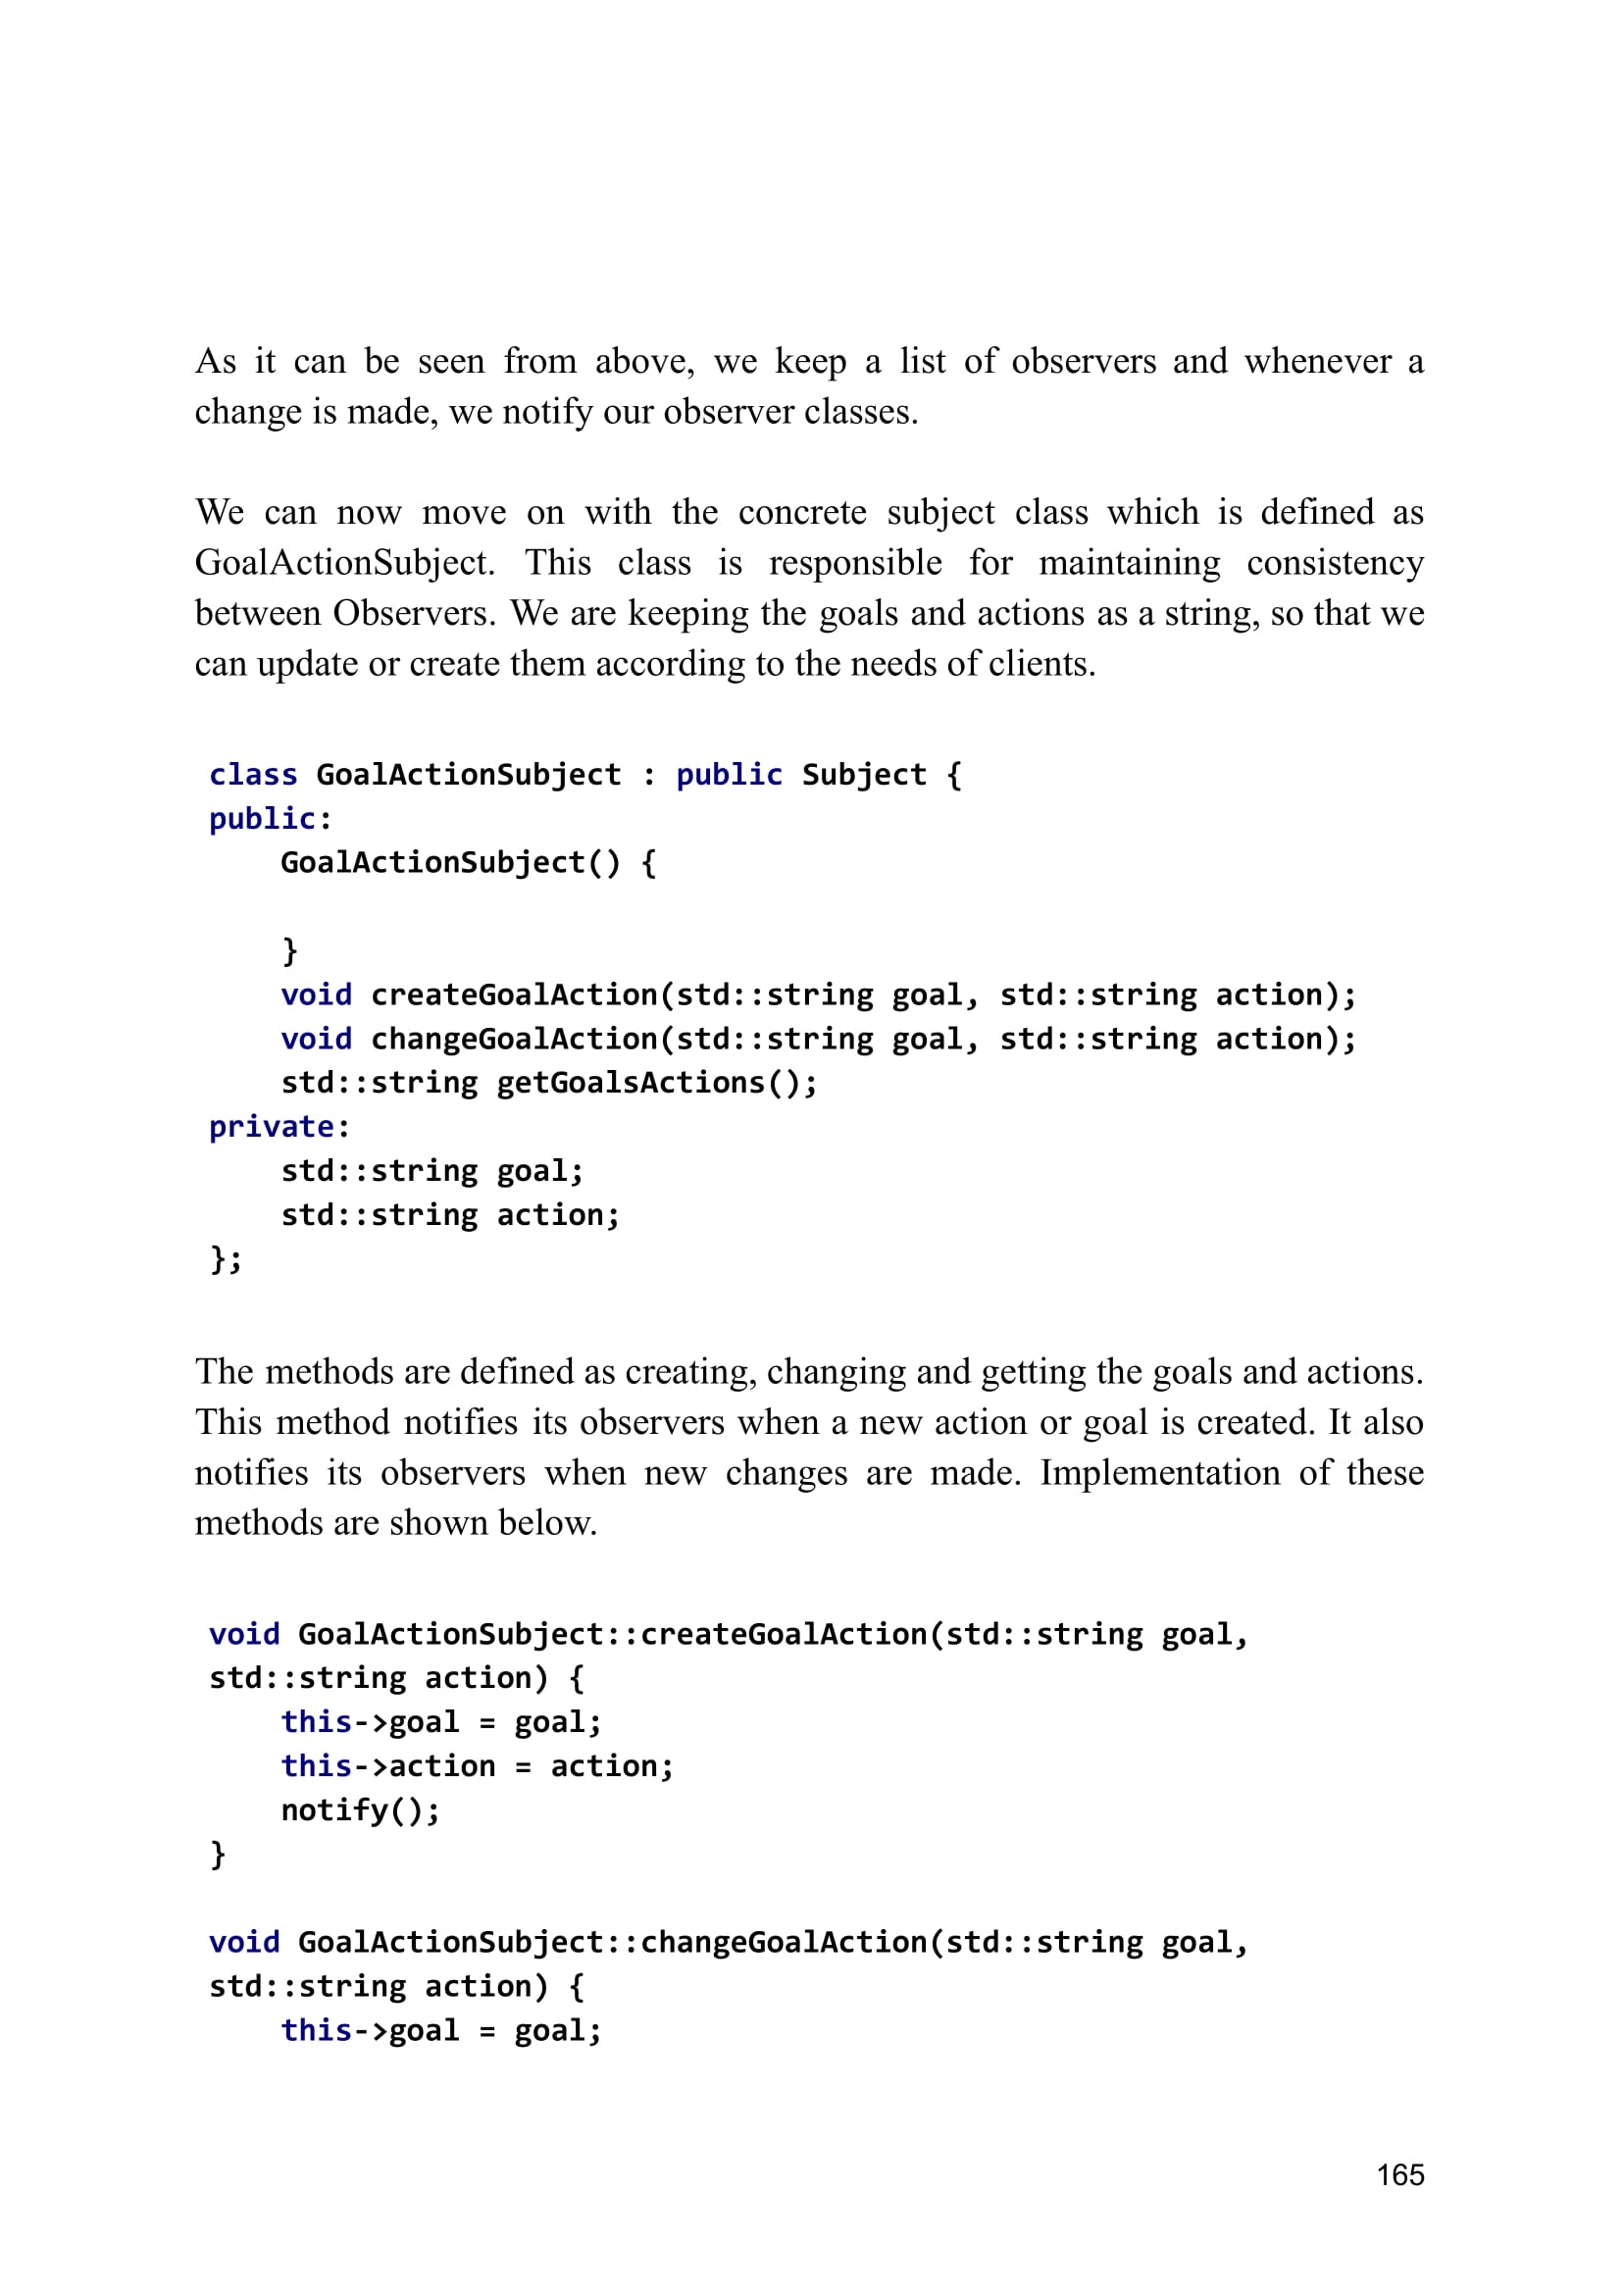 As it can be seen from above, we keep a list of observers and whenever a
change is made, we notify our observer classes.
We can now move on with the concrete subject class which is defined as
GoalActionSubject. This class is responsible for maintaining consistency
between Observers. We are keeping the goals and actions as a string, so that we
can update or create them according to the needs of clients.
class GoalActionSubject : public Subject {
public:
    GoalActionSubject() {
    }
    void createGoalAction(std::string goal, std::string action);
    void changeGoalAction(std::string goal, std::string action);
    std::string getGoalsActions();
private:
    std::string goal;
    std::string action;
};
The methods are defined as creating, changing and getting the goals and actions.
This method notifies its observers when a new action or goal is created. It also
notifies its observers when new changes are made. Implementation of these
methods are shown below.
void GoalActionSubject::createGoalAction(std::string goal,
std::string action) {
    this->goal = goal;
    this->action = action;
    notify();
}
void GoalActionSubject::changeGoalAction(std::string goal,
std::string action) {
    this->goal = goal;
165